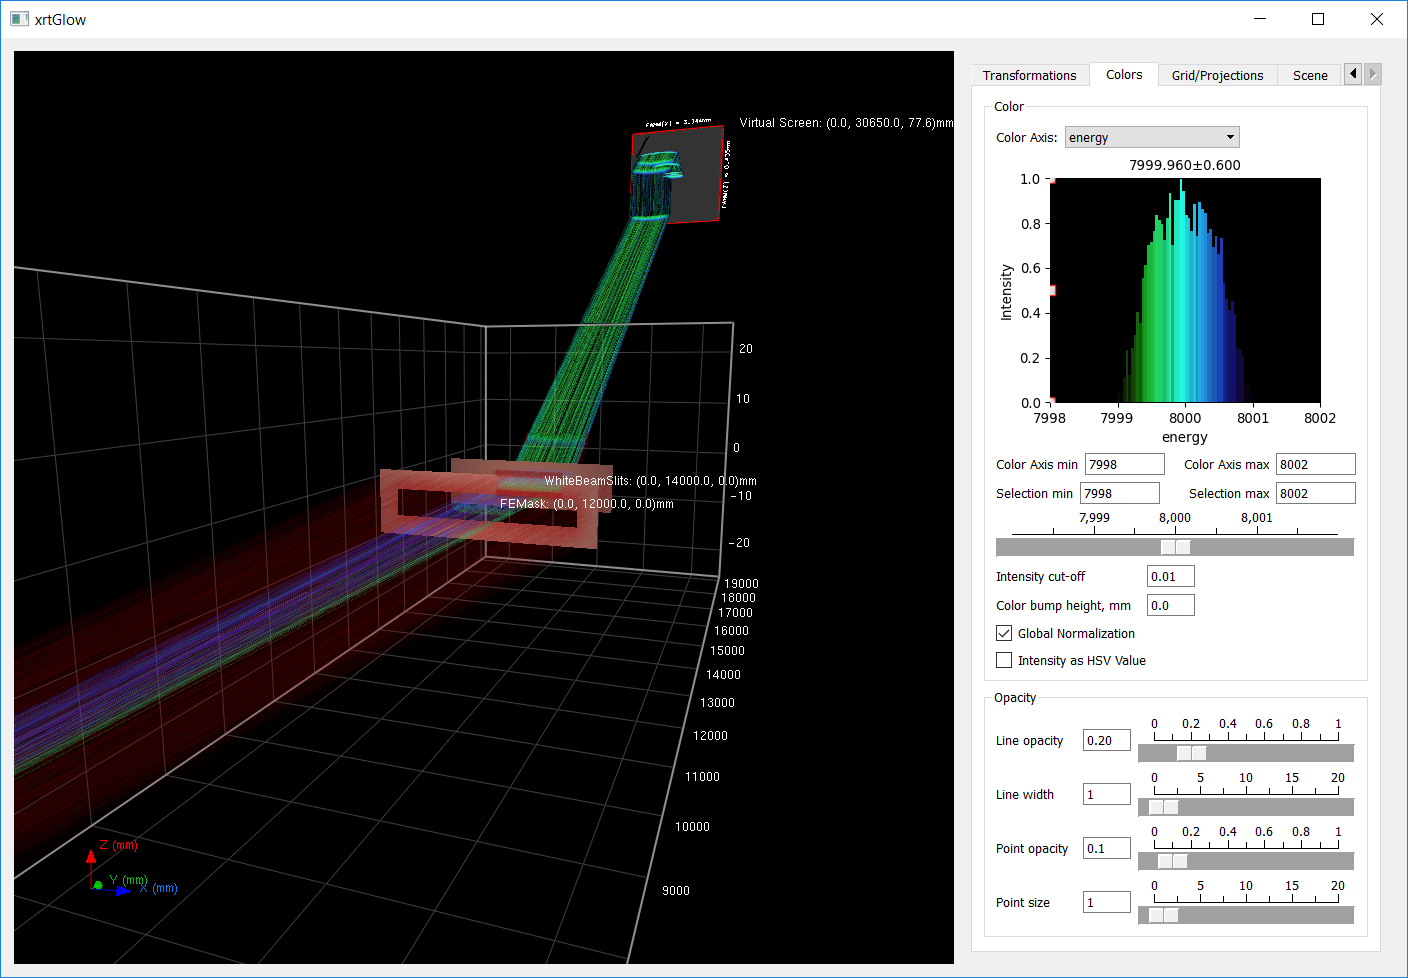 xrtGlow
Transformations
Colors
Grid/Projections
Scene
Virtual Screen: (0.0, 30650.0, 77.6)mm
20
10
0
-10
-20
WhiteBeamSlits: (0.0, 14000.0, 0.0)mm
FEMask: (0.0, 12000.0, 0.0)mm
19000
18000
17000
16000
15000
14000
13000
12000
11000
10000
9000
Z (mm)
Y (mm)
X (mm)
Color
Color Axis: energy
7999.960±0.600
1.0
0.8
0.6
0.4
0.2
0.0
Intensity
7998 7999 8000 8001 8002
energy
Color Axis min 7998 Color Axis max 8002
Selection min 7998 Selection max 8002
7,999 8,000 8,001
Intensity cut-off 0.01
Color bump height, mm 0.0
Global Normalization
Intensity as HSV Value
Opacity
0 0.2 0.4 0.6 0.8 1
Line opacity 0.20
0 5 10 15 20
Line width 1
0 0.2 0.4 0.6 0.8 1
Point opacity 0.1
0 5 10 15 20
Point size 1